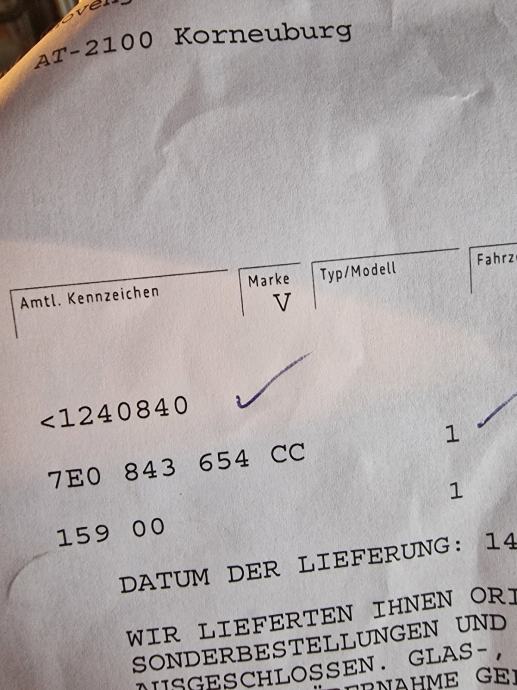 AT-2100 Korneuburg
Amtl. Kennzeichen Marke Typ/Modell
V
<1240840
7E0 843 654 CC 1
159 00 1
DATUM DER LIEFERUNG: 14
WIR LIEFERTEN IHNEN ORI
SONDERBESTELLUNGEN UND
AUSGESCHLOSSEN. GLAS-,